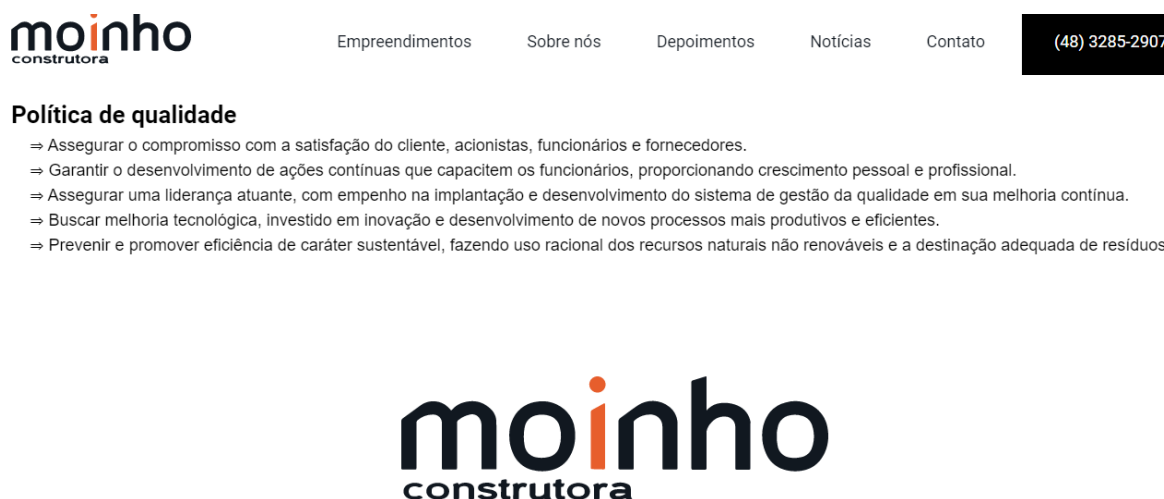 moinho
construtora
Empreendimentos Sobre nós Depoimentos Notícias Contato (48) 3285-2907
Política de qualidade
⇒ Assegurar o compromisso com a satisfação do cliente, acionistas, funcionários e fornecedores.
⇒ Garantir o desenvolvimento de ações contínuas que capacitem os funcionários, proporcionando crescimento pessoal e profissional.
⇒ Assegurar uma liderança atuante, com empenho na implantação e desenvolvimento do sistema de gestão da qualidade em sua melhoria contínua.
⇒ Buscar melhoria tecnológica, investido em inovação e desenvolvimento de novos processos mais produtivos e eficientes.
⇒ Prevenir e promover eficiência de caráter sustentável, fazendo uso racional dos recursos naturais não renováveis e a destinação adequada de resíduos
moinho
construtora